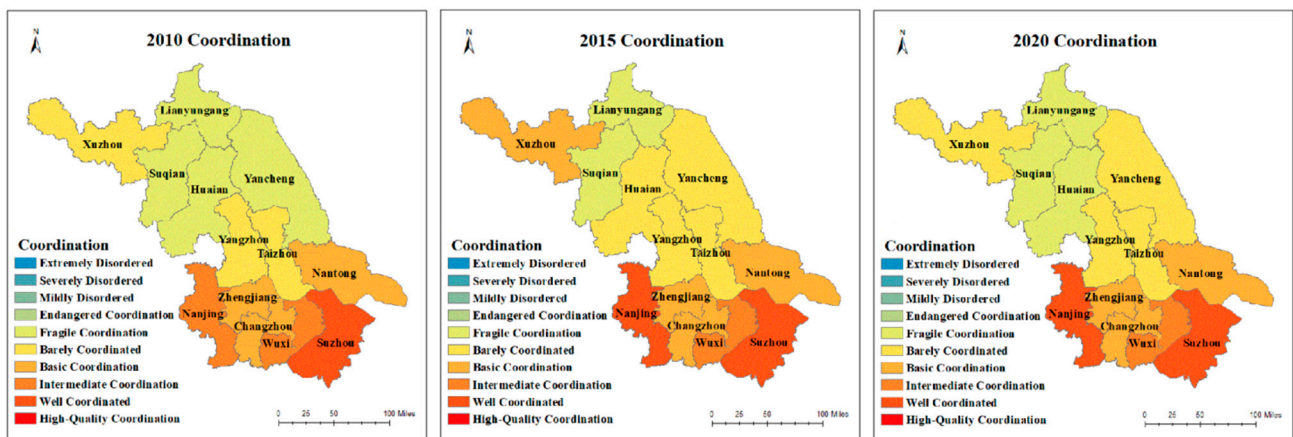 N
2010 Coordination
Lianyungang
Xuzhou
Suqian
Huaian
Yancheng
Yangzhou
Taizhou
Nantong
Zhengjiang
Nanjing
Changzhou
Wuxi
Suzhou
Coordination
Extremely Disordered
Severely Disordered
Mildly Disordered
Endangered Coordination
Fragile Coordination
Barely Coordinated
Basic Coordination
Intermediate Coordination
Well Coordinated
High-Quality Coordination
0 25 50 100 Miles
N
2015 Coordination
Lianyungang
Xuzhou
Suqian
Huaian
Yancheng
Yangzhou
Taizhou
Nantong
Zhengjiang
Nanjing
Changzhou
Wuxi
Suzhou
Coordination
Extremely Disordered
Severely Disordered
Mildly Disordered
Endangered Coordination
Fragile Coordination
Barely Coordinated
Basic Coordination
Intermediate Coordination
Well Coordinated
High-Quality Coordination
0 25 50 100 Miles
N
2020 Coordination
Lianyungang
Xuzhou
Suqian
Huaian
Yancheng
Yangzhou
Taizhou
Nantong
Zhengjiang
Nanjing
Changzhou
Wuxi
Suzhou
Coordination
Extremely Disordered
Severely Disordered
Mildly Disordered
Endangered Coordination
Fragile Coordination
Barely Coordinated
Basic Coordination
Intermediate Coordination
Well Coordinated
High-Quality Coordination
0 25 50 100 Miles